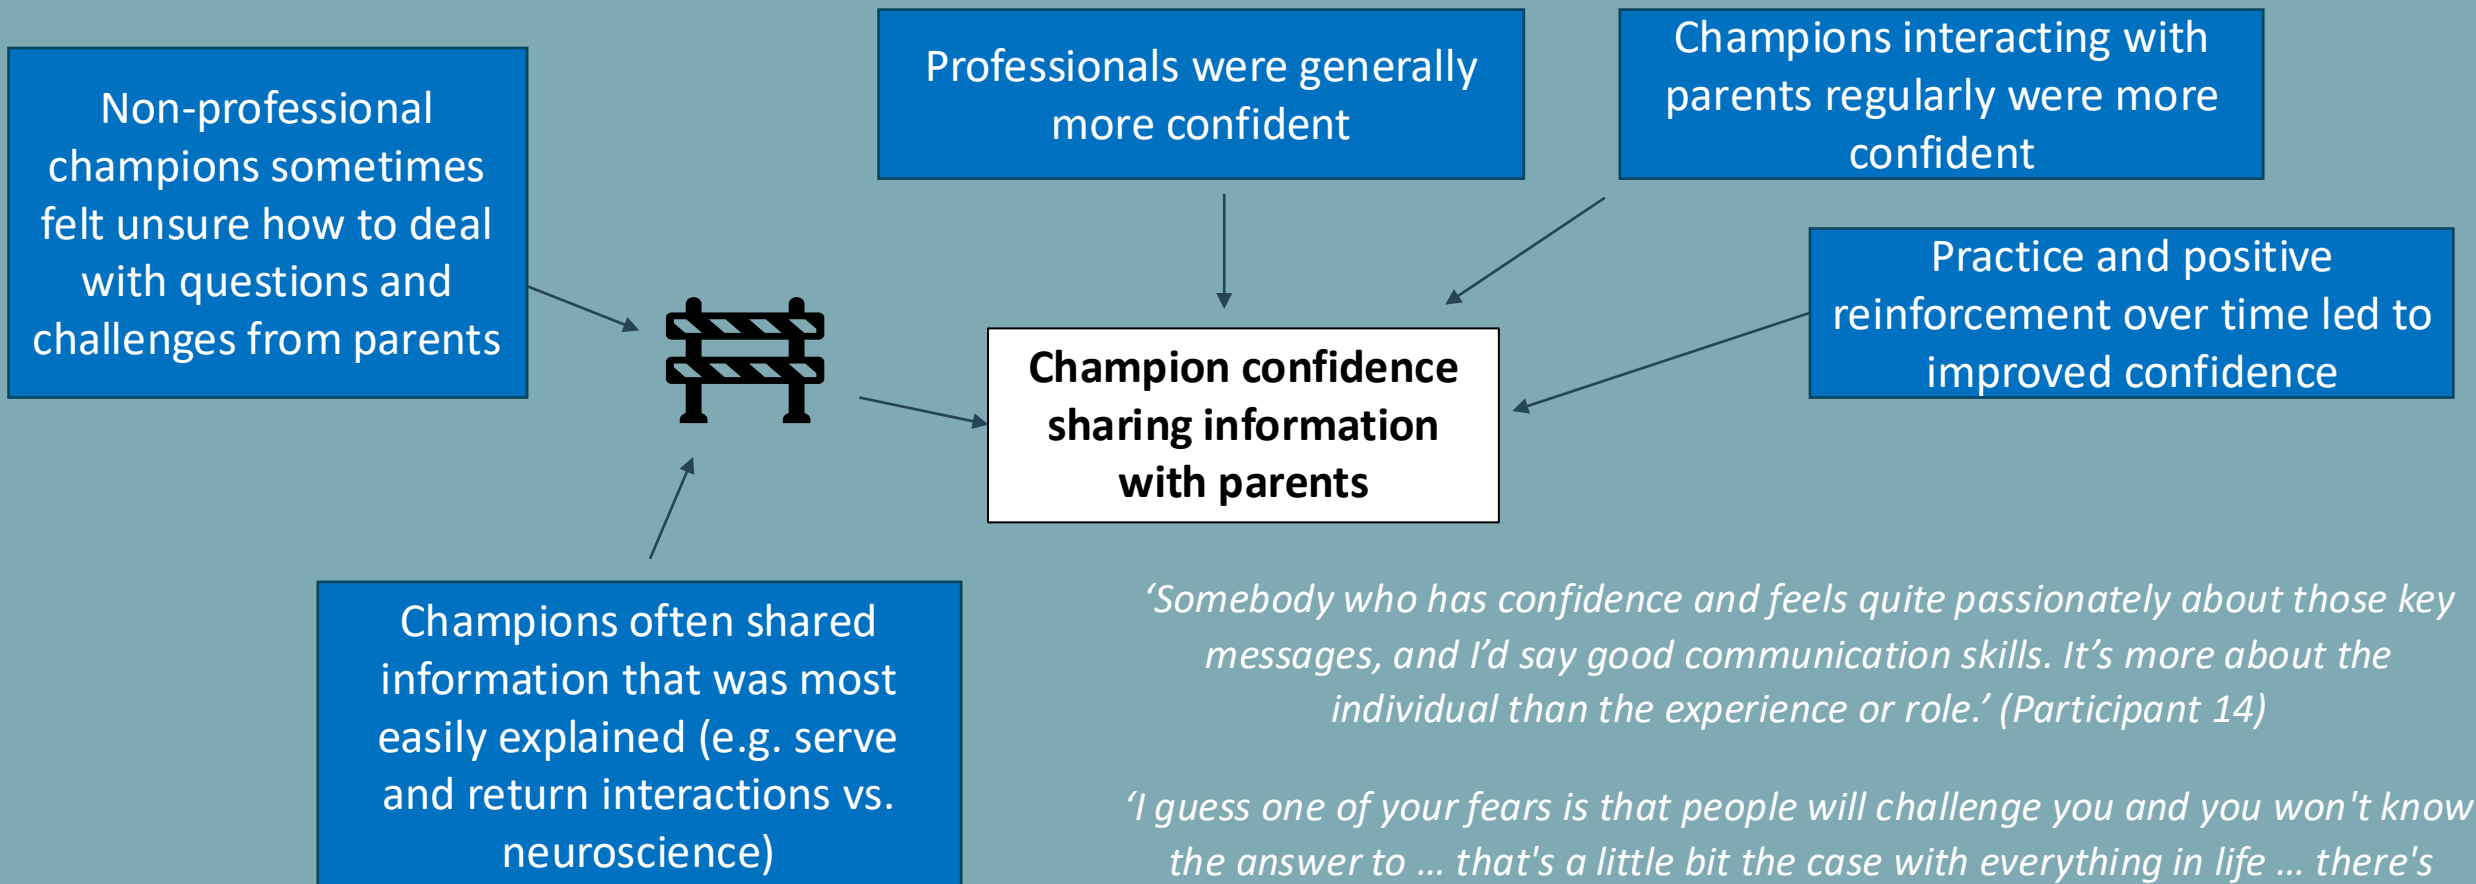 Non-professional
champions sometimes
felt unsure how to deal
with questions and
challenges from parents
Professionals were generally
more confident
Champions interacting with
parents regularly were more
confident
Practice and positive
reinforcement over time led to
improved confidence
Champion confidence
sharing information
with parents
Champions often shared
information that was most
easily explained (e.g. serve
and return interactions vs.
neuroscience)
‘Somebody who has confidence and feels quite passionately about those key
messages, and I’d say good communication skills. It’s more about the
individual than the experience or role.’ (Participant 14)
‘I guess one of your fears is that people will challenge you and you won't know
the answer to … that's a little bit the case with everything in life … there's